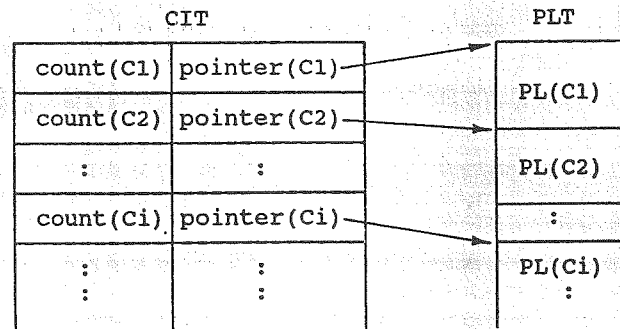 CIT PLT
count(C1) pointer(C1)
PL(C1)
count(C2) pointer(C2)
: : PL(C2)
count(Ci) pointer(Ci) :
PL(Ci)
: : :
: :